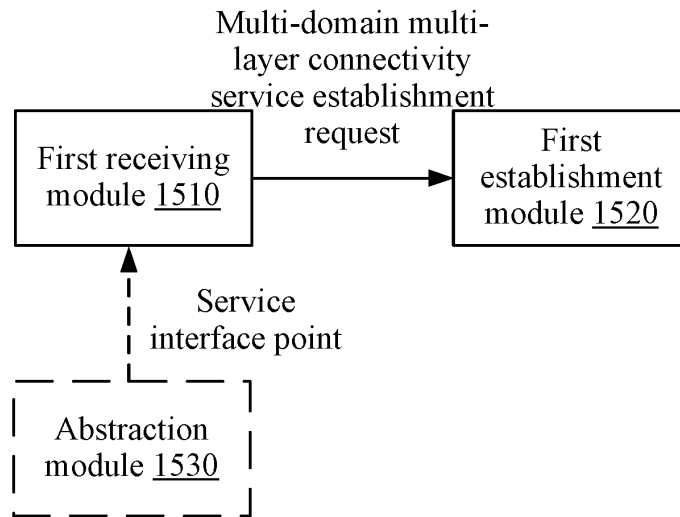 Multi-domain multi-
layer connectivity
service establishment
request
First receiving
module 1510
First
establishment
module 1520
Service
interface point
Abstraction
module 1530